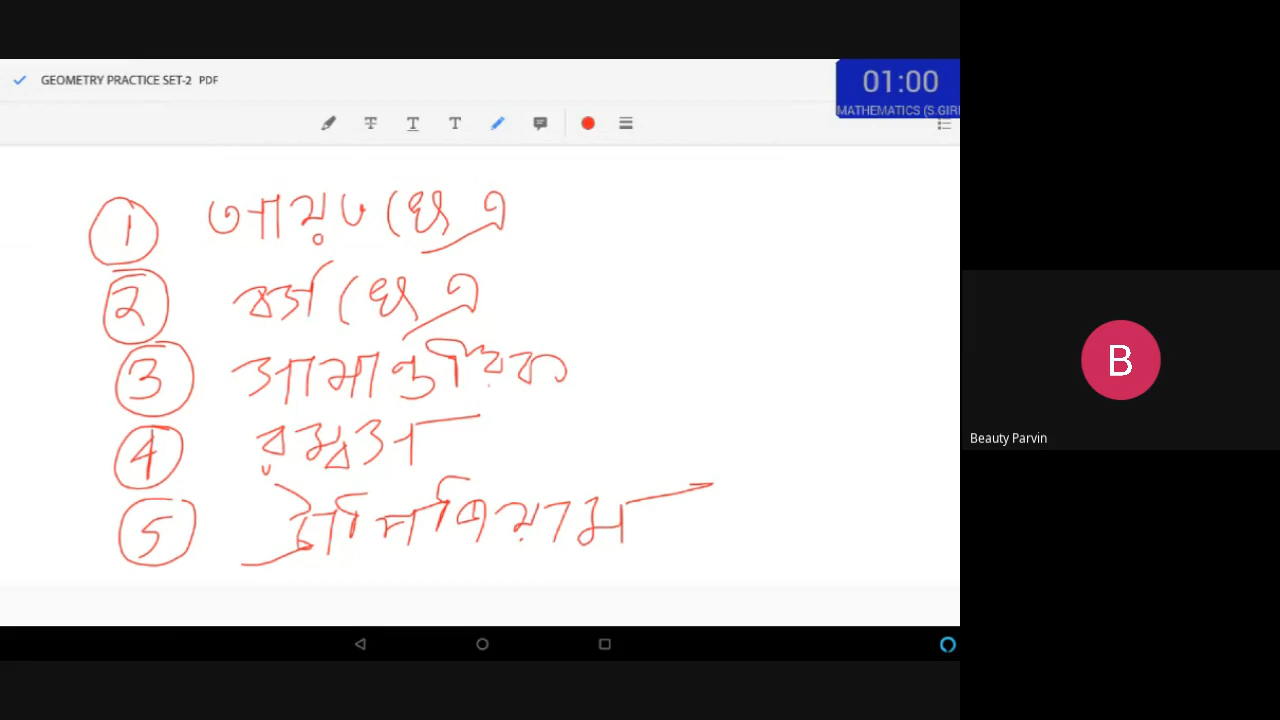 GEOMETRY PRACTICE SET-2 PDF
01:00
MATHEMATICS (S.GIRI
1 আয়তক্ষেত্র
2 বর্গক্ষেত্র
3 সামান্তরিক
4 রম্বস
5 ট্রাপিজিয়াম
B
Beauty Parvin